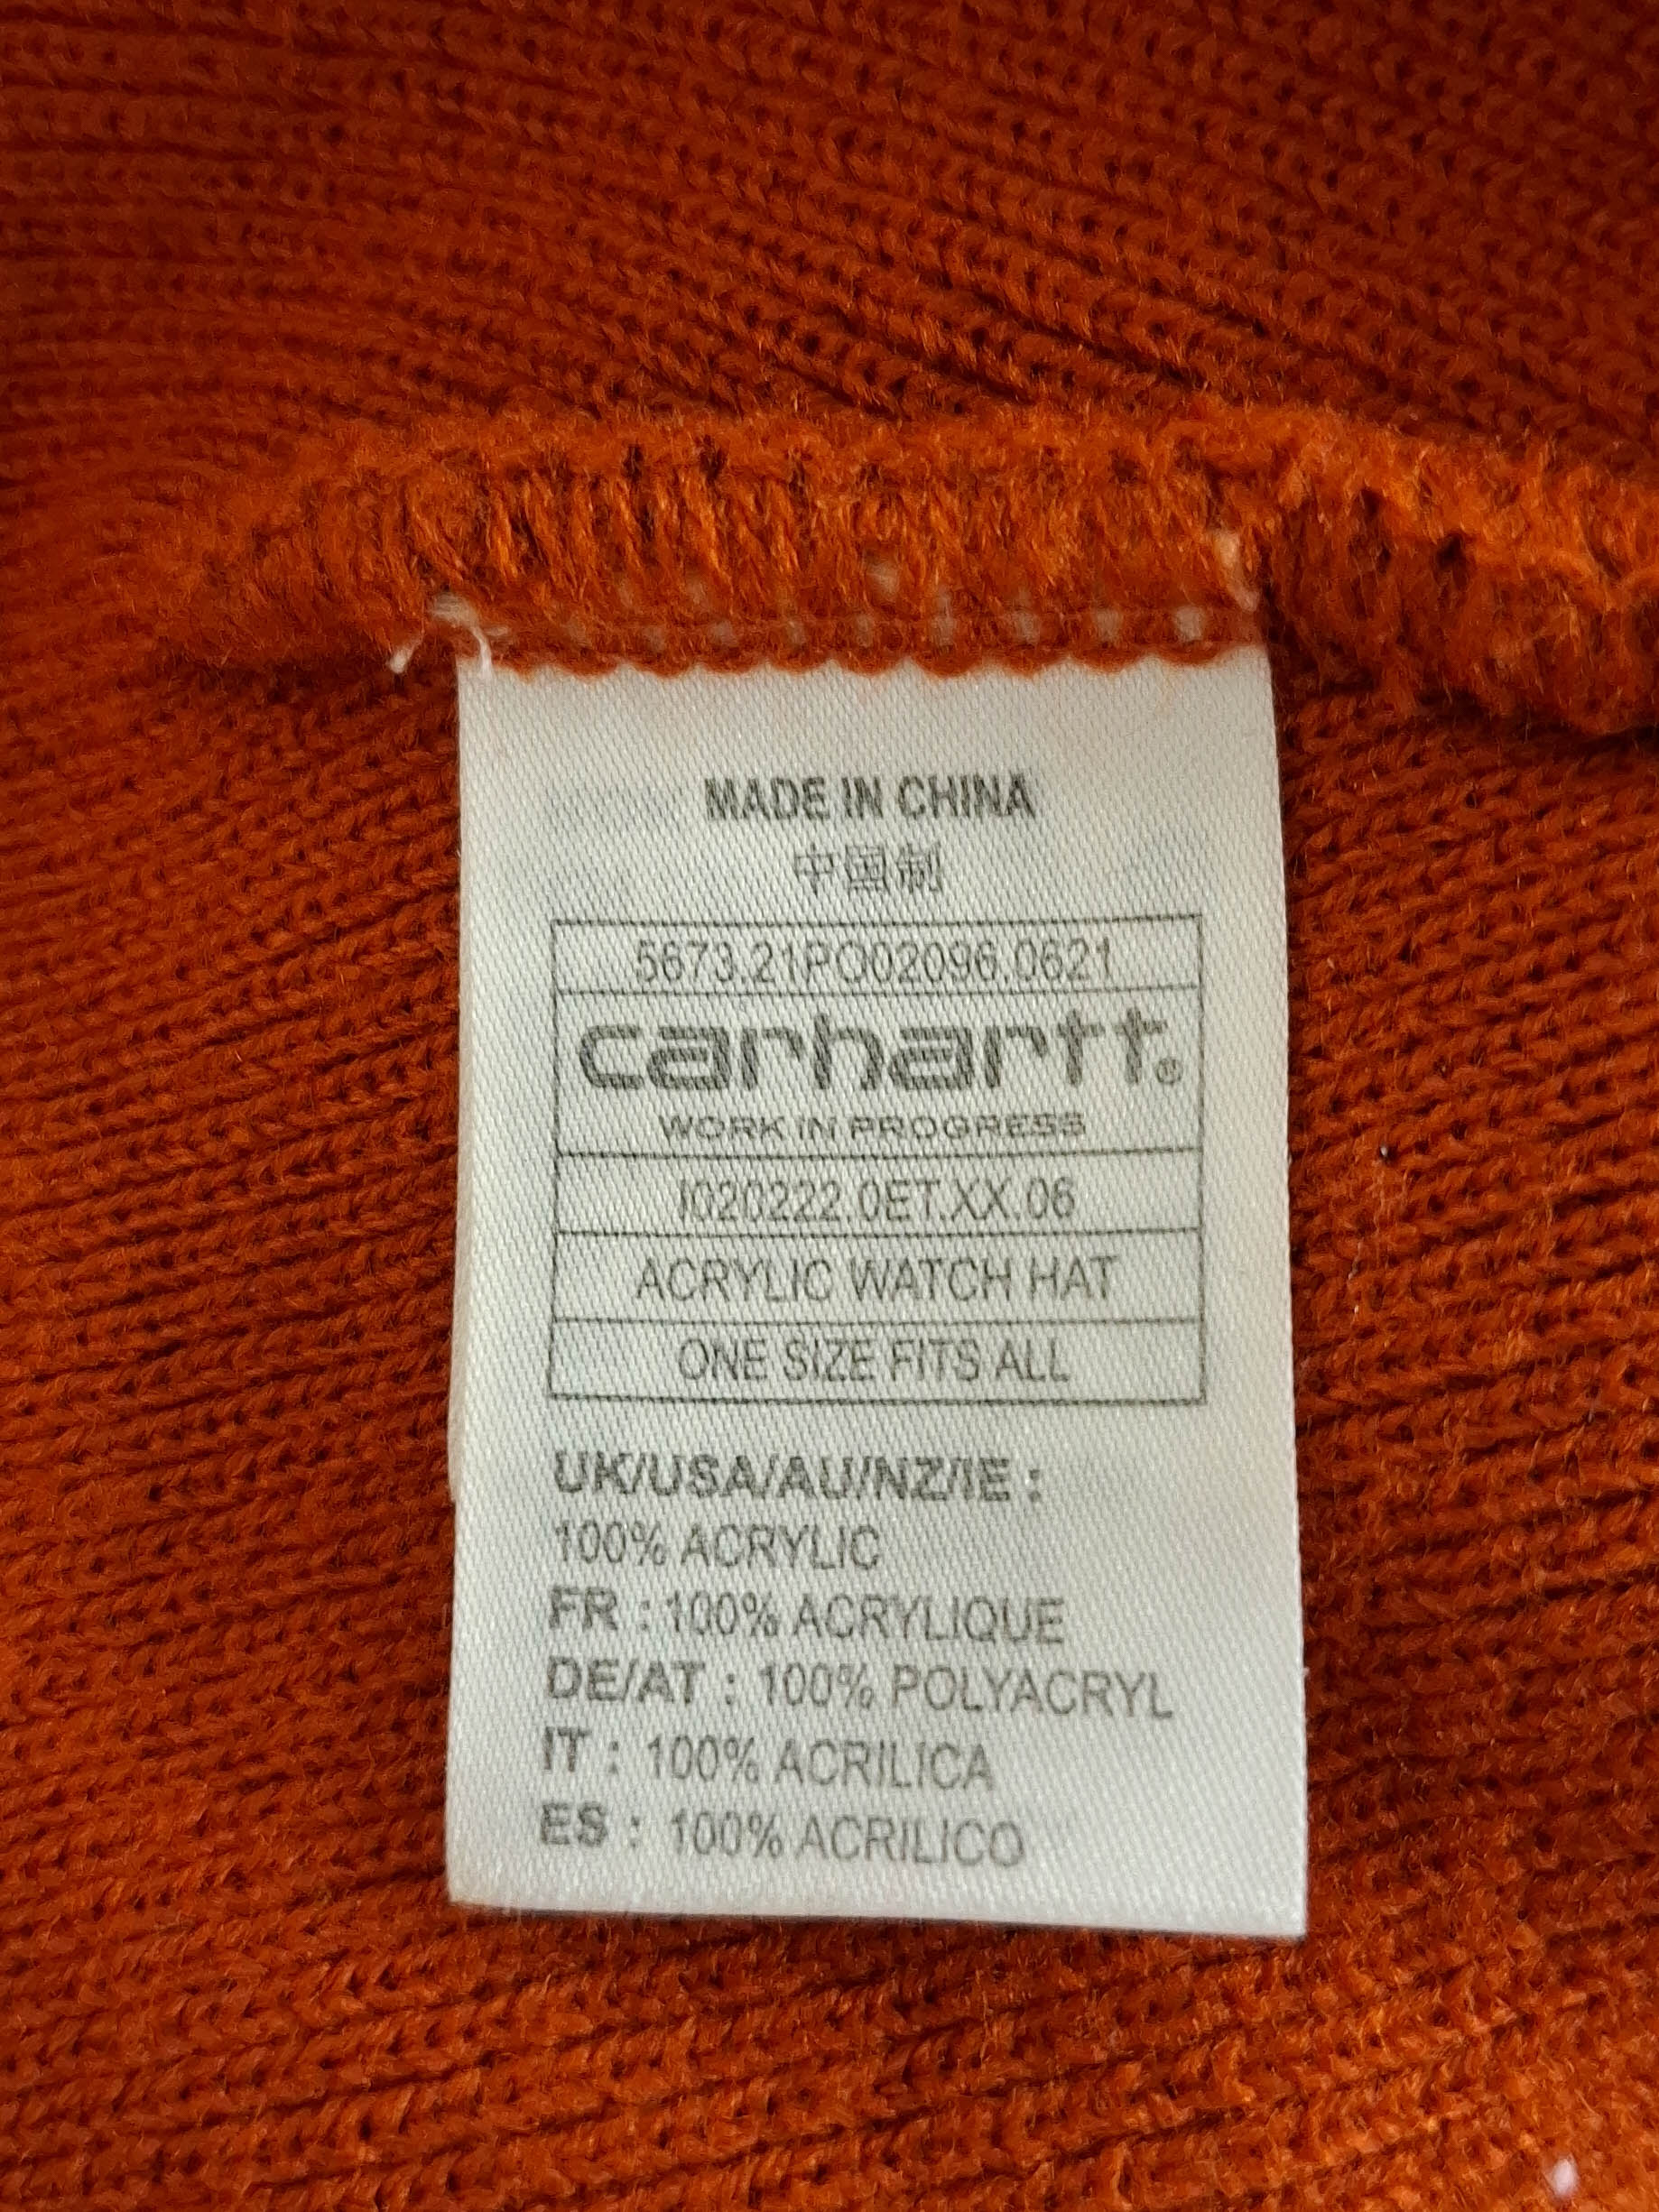 MADE IN CHINA
中国制
5673.21PO02096.0621
carhartt®
WORK IN PROGRESS
I020222.0ET.XX.06
ACRYLIC WATCH HAT
ONE SIZE FITS ALL
UK/USA/AU/NZ/IE :
100% ACRYLIC
FR : 100% ACRYLIQUE
DE/AT : 100% POLYACRYL
IT : 100% ACRILICA
ES : 100% ACRILICO